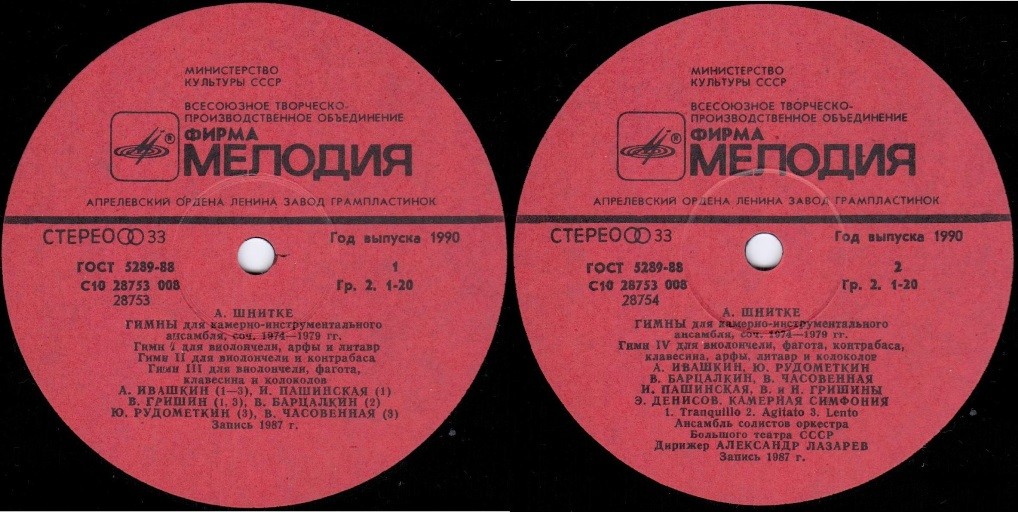 МИНИСТЕРСТВО
КУЛЬТУРЫ СССР
ВСЕСОЮЗНОЕ ТВОРЧЕСКО-
ПРОИЗВОДСТВЕННОЕ ОБЪЕДИНЕНИЕ
®
ФИРМА
МЕЛОДИЯ
АПРЕЛЕВСКИЙ ОРДЕНА ЛЕНИНА ЗАВОД ГРАМПЛАСТИНОК
СТЕРЕО 33
Год выпуска 1990
ГОСТ 5289-88
1
С10 28753 008
Гр. 2. 1-20
28753
А. ШНИТКЕ
ГИМНЫ для камерно-инструментального
ансамбля, соч. 1974—1979 гг.
Гимн I для виолончели, арфы и литавр
Гимн II для виолончели и контрабаса
Гимн III для виолончели, фагота,
клавесина и колоколов
А. ИВАШКИН (1—3), И. ПАШИНСКАЯ (1)
В. ГРИШИН (1, 3), В. БАРЦАЛКИН (2)
Ю. РУДОМЕТКИН (3), В. ЧАСОВЕННАЯ (3)
Запись 1987 г.
МИНИСТЕРСТВО
КУЛЬТУРЫ СССР
ВСЕСОЮЗНОЕ ТВОРЧЕСКО-
ПРОИЗВОДСТВЕННОЕ ОБЪЕДИНЕНИЕ
®
ФИРМА
МЕЛОДИЯ
АПРЕЛЕВСКИЙ ОРДЕНА ЛЕНИНА ЗАВОД ГРАМПЛАСТИНОК
СТЕРЕО 33
Год выпуска 1990
ГОСТ 5289-88
2
С10 28753 008
Гр. 2. 1-20
28754
А. ШНИТКЕ
ГИМНЫ для камерно-инструментального
ансамбля, соч. 1974—1979 гг.
Гимн IV для виолончели, фагота, контрабаса,
клавесина, арфы, литавр и колоколов
А. ИВАШКИН, Ю. РУДОМЕТКИН
В. БАРЦАЛКИН, В. ЧАСОВЕННАЯ
И. ПАШИНСКАЯ, В. и Н. ГРИШИНЫ
Э. ДЕНИСОВ. КАМЕРНАЯ СИМФОНИЯ
1. Tranquillo 2. Agitato 3. Lento
Ансамбль солистов оркестра
Большого театра СССР
Дирижер АЛЕКСАНДР ЛАЗАРЕВ
Запись 1987 г.